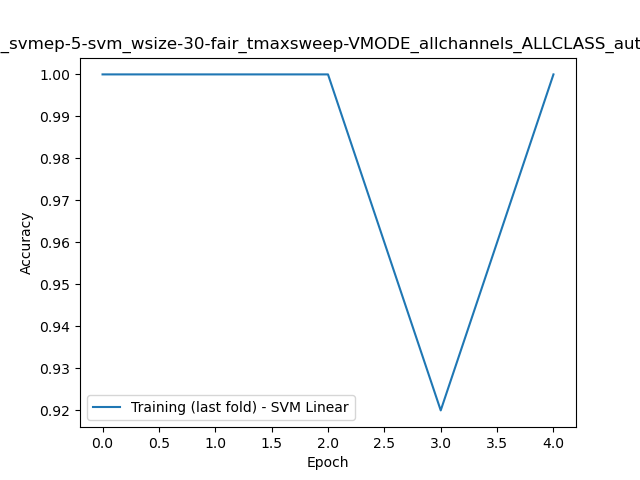 _svmep-5-svm_wsize-30-fair_tmaxsweep-VMODE_allchannels_ALLCLASS_aut
1.00
0.99
0.98
0.97
0.96
0.95
0.94
0.93
0.92
Accuracy
Training (last fold) - SVM Linear
0.0 0.5 1.0 1.5 2.0 2.5 3.0 3.5 4.0
Epoch